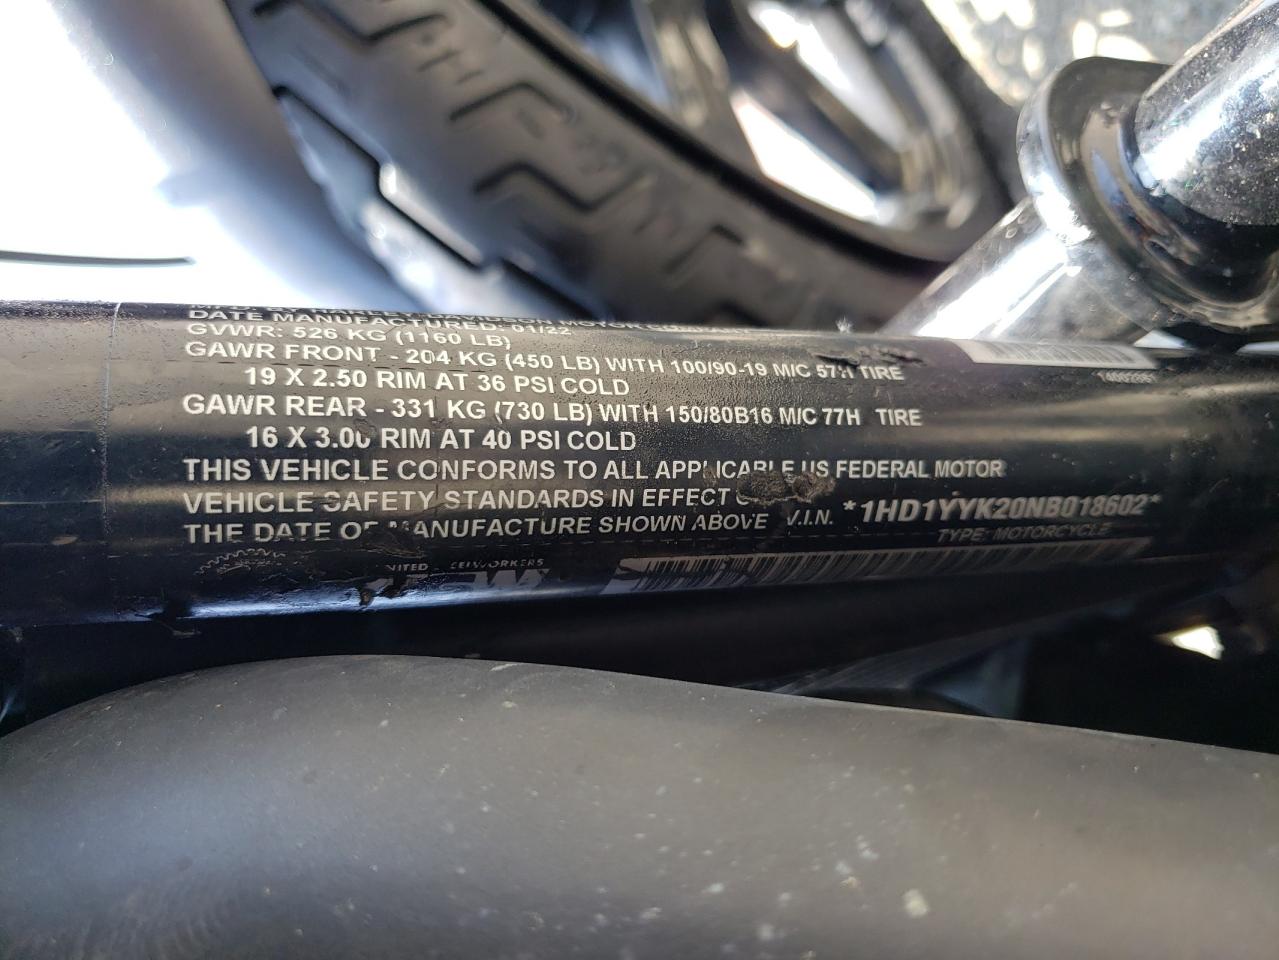 DATE MANUFACTURED: 01/22
GVWR: 526 KG (1160 LB)
GAWR FRONT - 204 KG (450 LB) WITH 100/90-19 M/C 57H TIRE
19 X 2.50 RIM AT 36 PSI COLD
GAWR REAR - 331 KG (730 LB) WITH 150/80B16 M/C 77H TIRE
16 X 3.00 RIM AT 40 PSI COLD
THIS VEHICLE CONFORMS TO ALL APPLICABLE US FEDERAL MOTOR
VEHICLE SAFETY STANDARDS IN EFFECT
THE DATE OF MANUFACTURE SHOWN ABOVE V.I.N. *1HD1YYK20NB018602*
TYPE: MOTORCYCLE